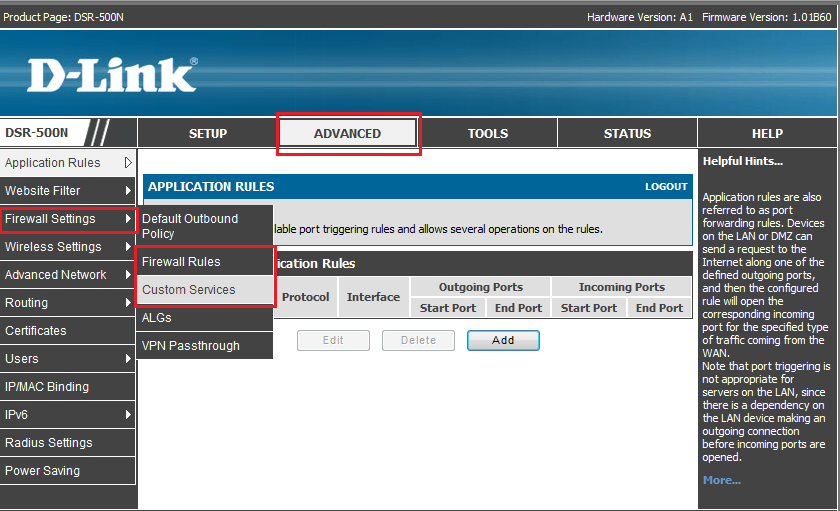 Product Page: DSR-500N
Hardware Version: A1 Firmware Version: 1.01B60
D-Link®
DSR-500N
SETUP
ADVANCED
TOOLS
STATUS
HELP
Application Rules
Website Filter
Firewall Settings
Wireless Settings
Advanced Network
Routing
Certificates
Users
IP/MAC Binding
IPv6
Radius Settings
Power Saving
Default Outbound
Policy
Firewall Rules
Custom Services
ALGs
VPN Passthrough
APPLICATION RULES
LOGOUT
lable port triggering rules and allows several operations on the rules.
ication Rules
Protocol
Interface
Outgoing Ports
Incoming Ports
Start Port
End Port
Start Port
End Port
Edit
Delete
Add
Helpful Hints...
Application rules are also
referred to as port
forwarding rules. Devices
on the LAN or DMZ can
send a request to the
Internet along one of the
defined outgoing ports,
and then the configured
rule will open the
corresponding incoming
port for the specified type
of traffic coming from the
WAN.
Note that port triggering is
not appropriate for
servers on the LAN, since
there is a dependency on
the LAN device making an
outgoing connection
before incoming ports are
opened.
More...